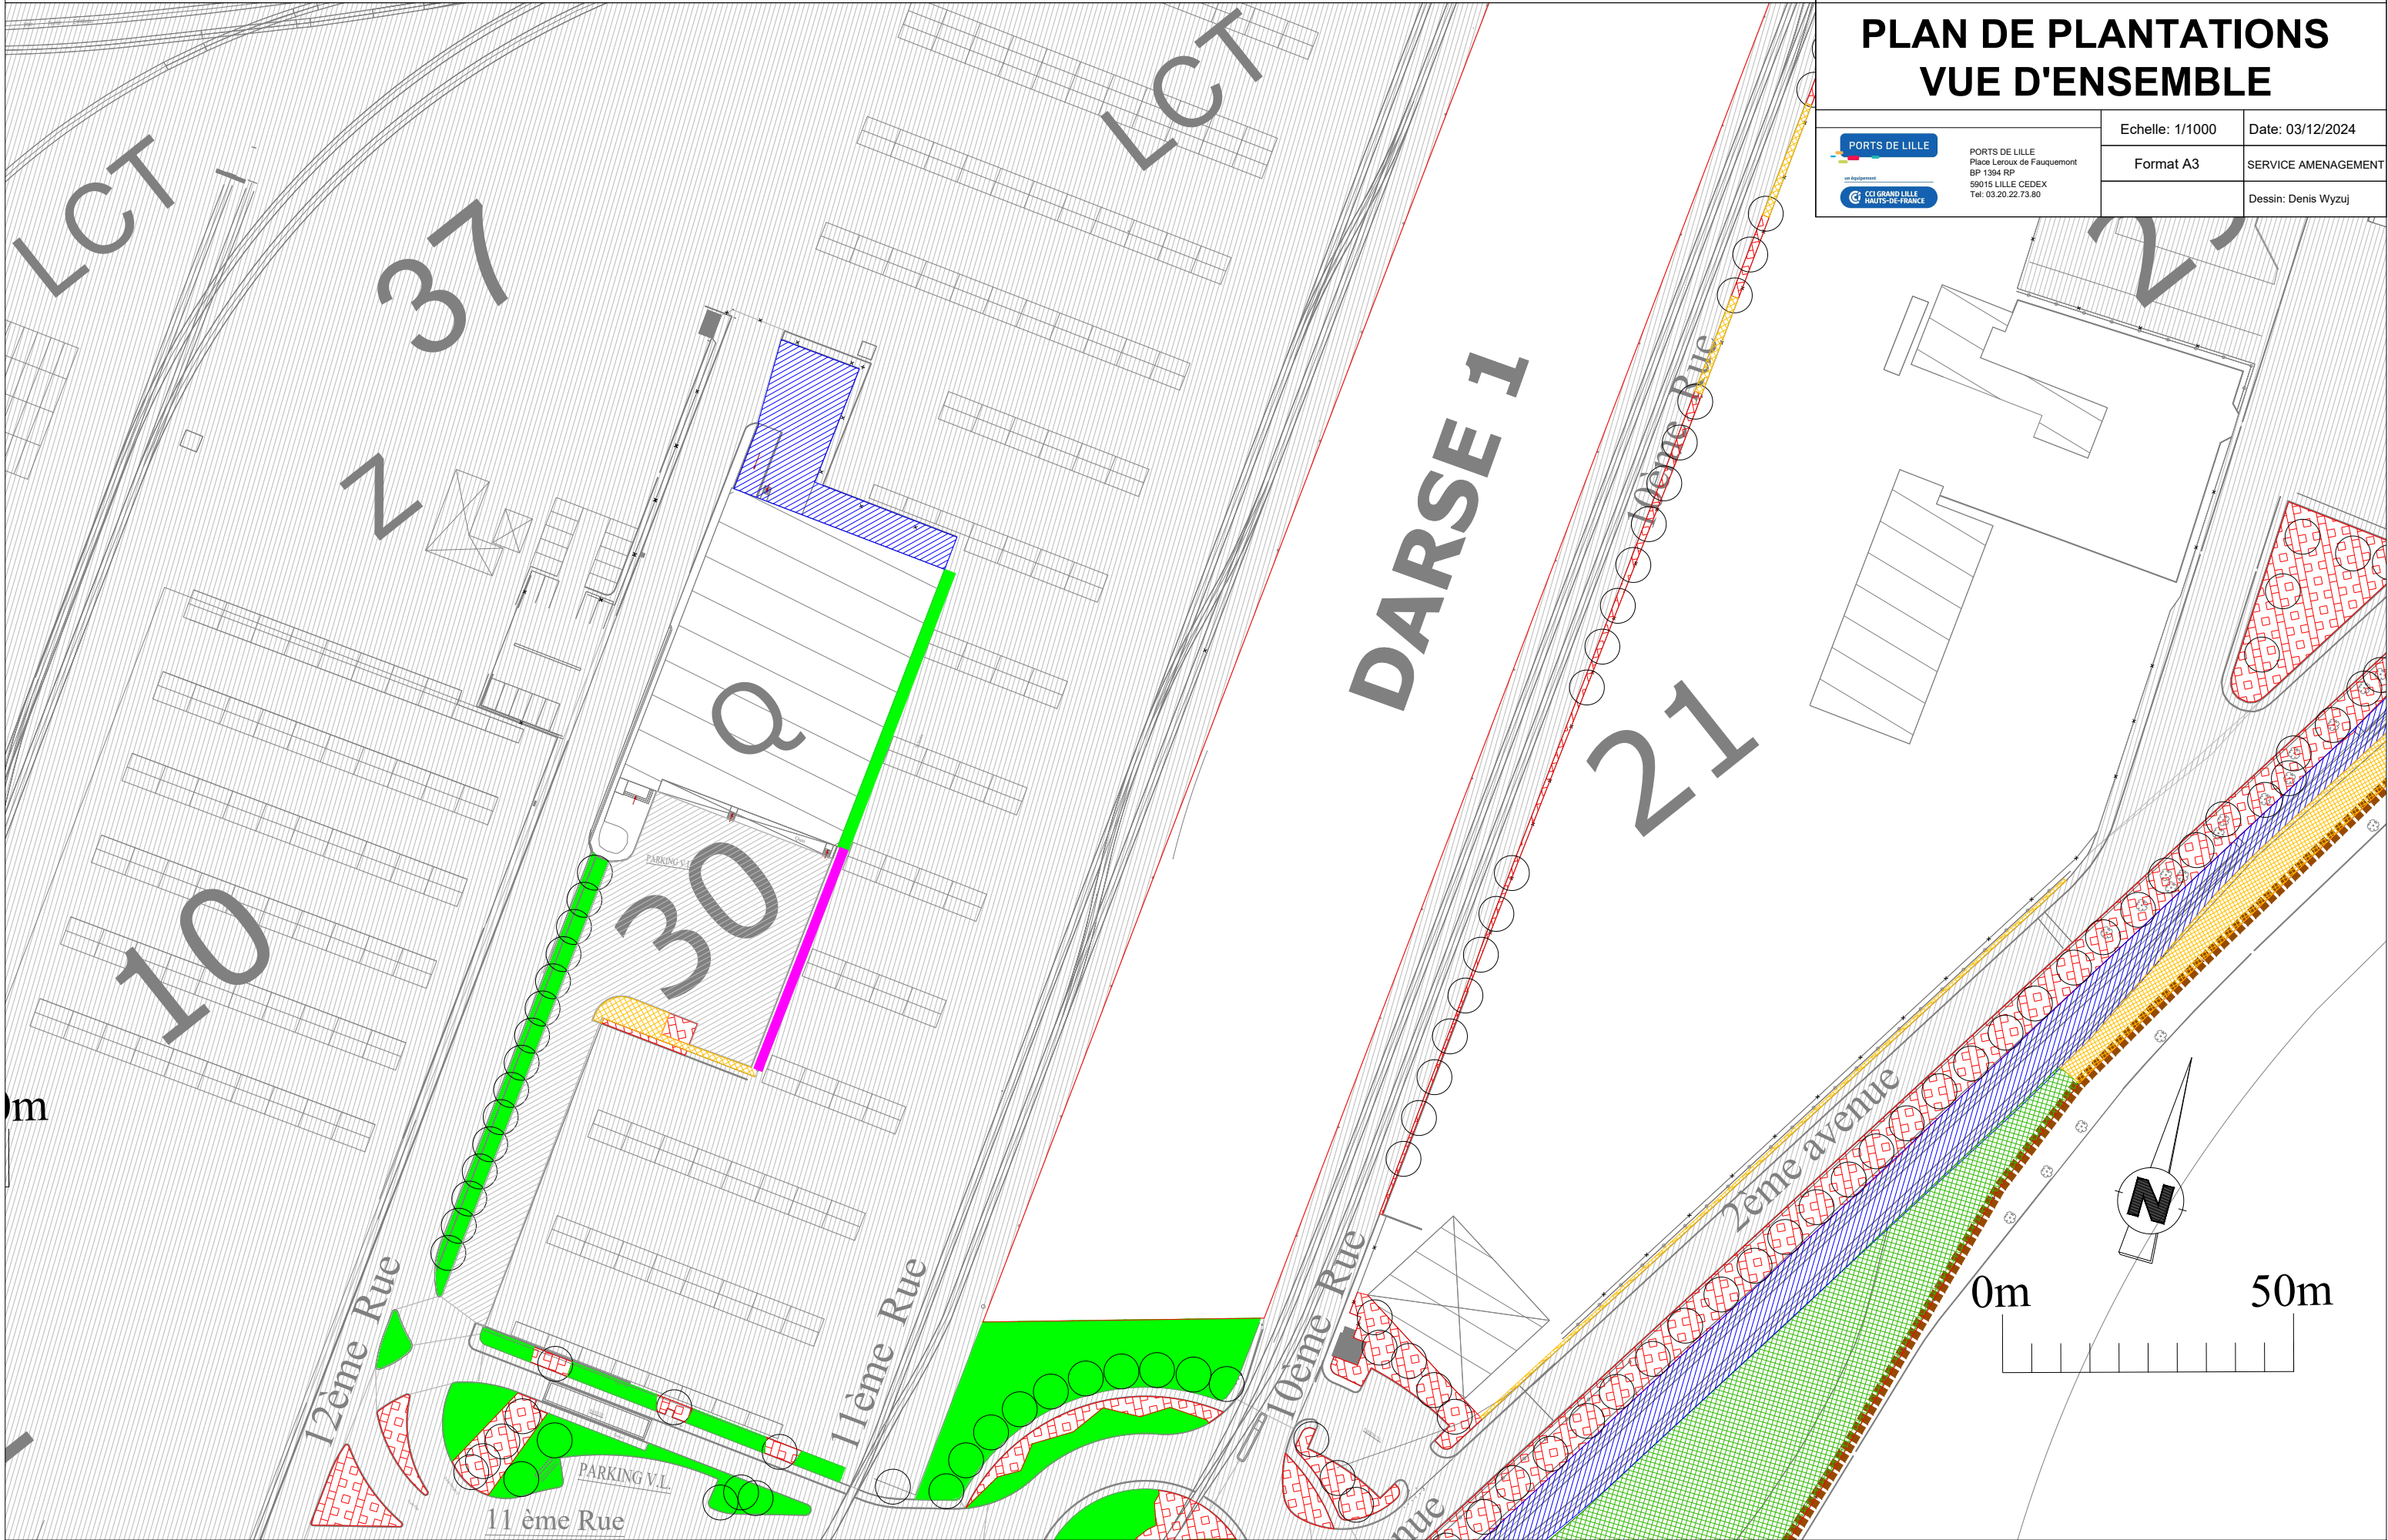 PLAN DE PLANTATIONS
VUE D'ENSEMBLE
PORTS DE LILLE
un équipement
CCI GRAND LILLE
HAUTS-DE-FRANCE
PORTS DE LILLE
Place Leroux de Fauquemont
BP 1394 RP
59015 LILLE CEDEX
Tel: 03.20.22.73.80
Echelle: 1/1000
Date: 03/12/2024
Format A3
SERVICE AMENAGEMENT
Dessin: Denis Wyzuj
LCT
LCT
37
Z
Q
30
10
DARSE 1
21
10ème Rue
PARKING V.L.
2ème avenue
N
0m
50m
12ème Rue
11ème Rue
10ème Rue
PARKING V.L.
11 ème Rue